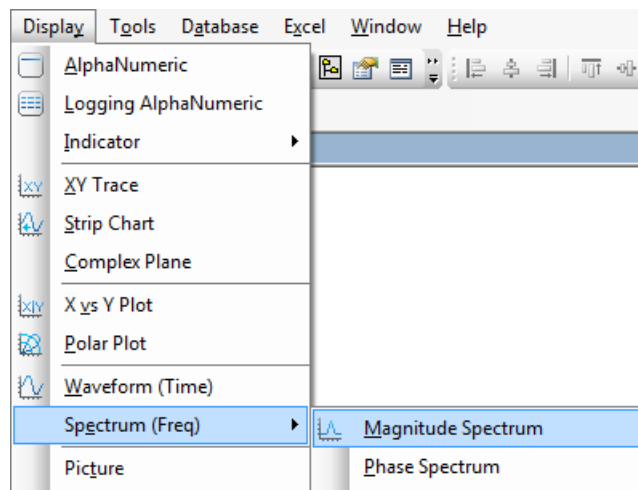 Display Tools Database Excel Window Help
AlphaNumeric
Logging AlphaNumeric
Indicator
XY Trace
Strip Chart
Complex Plane
X vs Y Plot
Polar Plot
Waveform (Time)
Spectrum (Freq)
Magnitude Spectrum
Picture
Phase Spectrum